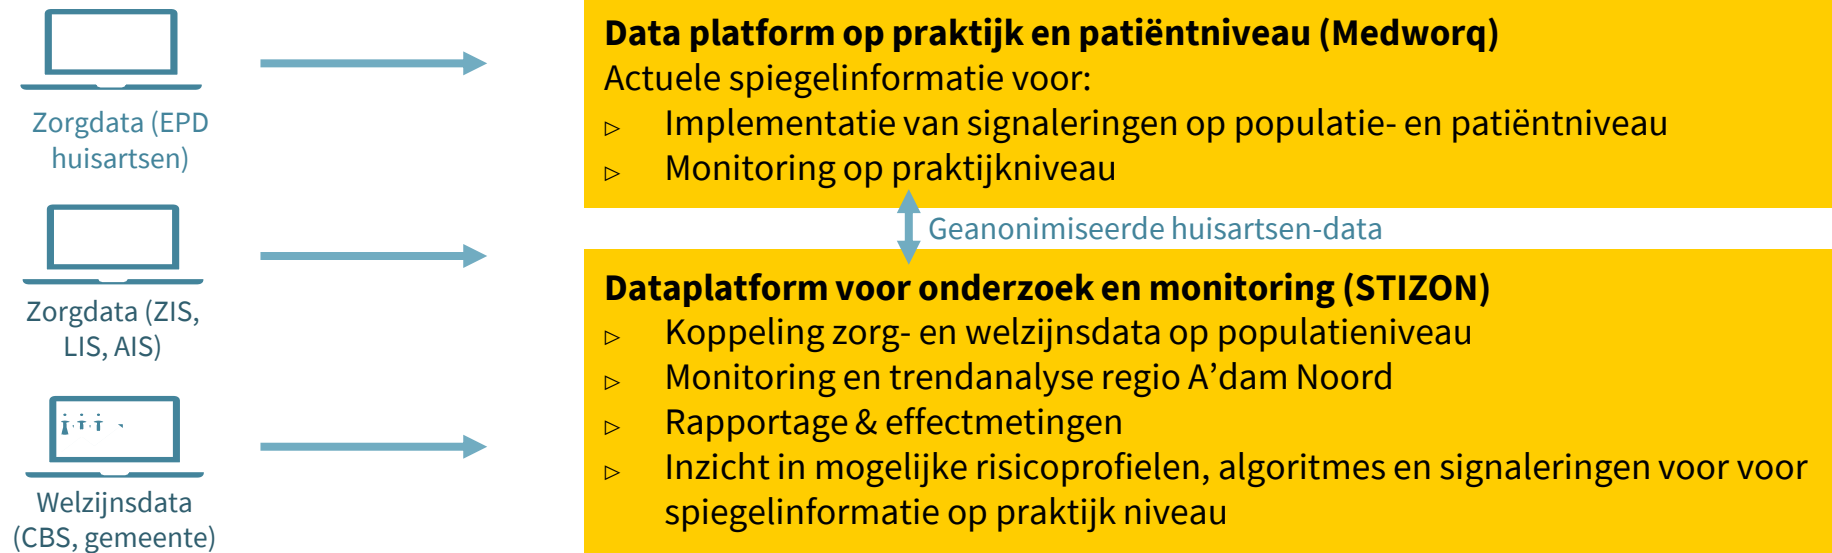 Zorgdata (EPD
huisartsen)
Zorgdata (ZIS,
LIS, AIS)
Welzijnsdata
(CBS, gemeente)
Data platform op praktijk en patiëntniveau (Medworq)
Actuele spiegelinformatie voor:
▹ Implementatie van signaleringen op populatie- en patiëntniveau
▹ Monitoring op praktijkniveau
Geanonimiseerde huisartsen-data
Dataplatform voor onderzoek en monitoring (STIZON)
▹ Koppeling zorg- en welzijnsdata op populatieniveau
▹ Monitoring en trendanalyse regio A’dam Noord
▹ Rapportage & effectmetingen
▹ Inzicht in mogelijke risicoprofielen, algoritmes en signaleringen voor voor
spiegelinformatie op praktijk niveau